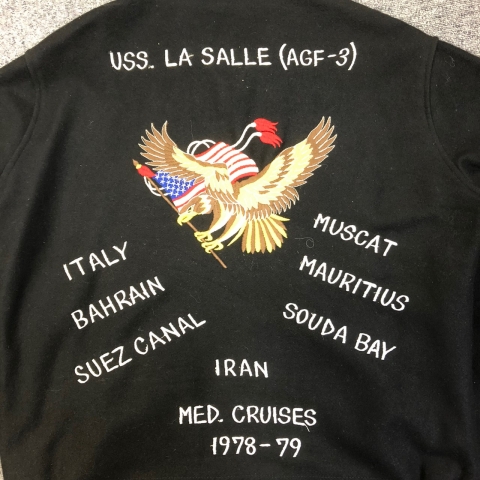 USS. LA SALLE (AGF-3)
ITALY
BAHRAIN
SUEZ CANAL
MUSCAT
MAURITIUS
SOUDA BAY
IRAN
MED. CRUISES
1978-79